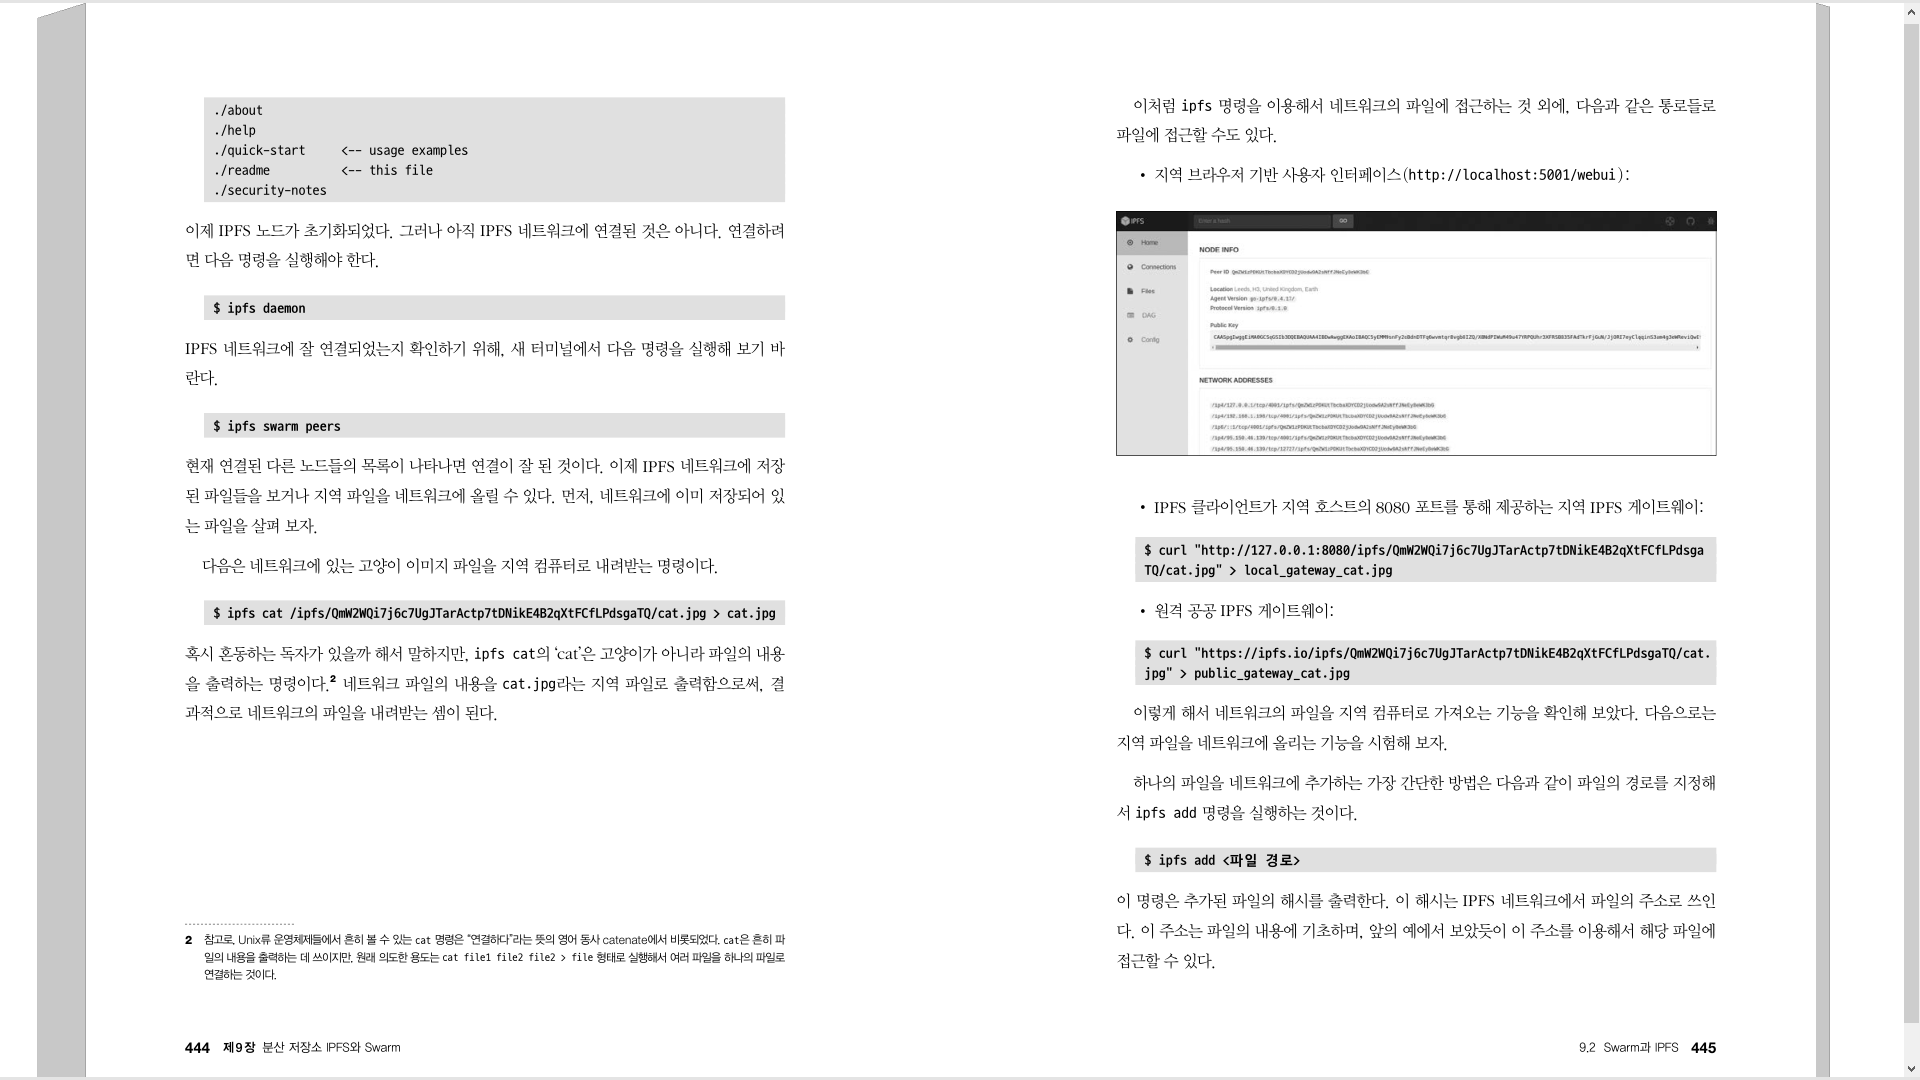 ./about
./help
./quick-start     <-- usage examples
./readme          <-- this file
./security-notes
이제 IPFS 노드가 초기화되었다. 그러나 아직 IPFS 네트워크에 연결된 것은 아니다. 연결하려
면 다음 명령을 실행해야 한다.
$ ipfs daemon
IPFS 네트워크에 잘 연결되었는지 확인하기 위해, 새 터미널에서 다음 명령을 실행해 보기 바
란다.
$ ipfs swarm peers
현재 연결된 다른 노드들의 목록이 나타나면 연결이 잘 된 것이다. 이제 IPFS 네트워크에 저장
된 파일들을 보거나 지역 파일을 네트워크에 올릴 수 있다. 먼저, 네트워크에 이미 저장되어 있
는 파일을 살펴 보자.
다음은 네트워크에 있는 고양이 이미지 파일을 지역 컴퓨터로 내려받는 명령이다.
$ ipfs cat /ipfs/QmW2WQi7j6c7UgJTarActp7tDNikE4B2qXtFCfLPdsgaTQ/cat.jpg > cat.jpg
혹시 혼동하는 독자가 있을까 해서 말하지만, ipfs cat의 ‘cat’은 고양이가 아니라 파일의 내용
을 출력하는 명령이다.2 네트워크 파일의 내용을 cat.jpg라는 지역 파일로 출력함으로써, 결
과적으로 네트워크의 파일을 내려받는 셈이 된다.
2 참고로, Unix류 운영체제들에서 흔히 볼 수 있는 cat 명령은 “연결하다”라는 뜻의 영어 동사 catenate에서 비롯되었다. cat은 흔히 파
일의 내용을 출력하는 데 쓰이지만, 원래 의도한 용도는 cat file1 file2 file2 > file 형태로 실행해서 여러 파일을 하나의 파일로
연결하는 것이다.
444 제9장 분산 저장소 IPFS와 Swarm
이처럼 ipfs 명령을 이용해서 네트워크의 파일에 접근하는 것 외에, 다음과 같은 통로들로
파일에 접근할 수도 있다.
• 지역 브라우저 기반 사용자 인터페이스(http://localhost:5001/webui):
IPFS
Enter a hash
GO
Home
Connections
Files
DAG
Config
NODE INFO
Peer ID
Location Leeds, H3, United Kingdom, Earth
Agent Version go-ipfs/0.4.17/
Protocol Version ipfs/0.1.0
Public Key
NETWORK ADDRESSES
• IPFS 클라이언트가 지역 호스트의 8080 포트를 통해 제공하는 지역 IPFS 게이트웨이:
$ curl "http://127.0.0.1:8080/ipfs/QmW2WQi7j6c7UgJTarActp7tDNikE4B2qXtFCfLPdsga
TQ/cat.jpg" > local_gateway_cat.jpg
• 원격 공공 IPFS 게이트웨이:
$ curl "https://ipfs.io/ipfs/QmW2WQi7j6c7UgJTarActp7tDNikE4B2qXtFCfLPdsgaTQ/cat.
jpg" > public_gateway_cat.jpg
이렇게 해서 네트워크의 파일을 지역 컴퓨터로 가져오는 기능을 확인해 보았다. 다음으로는
지역 파일을 네트워크에 올리는 기능을 시험해 보자.
하나의 파일을 네트워크에 추가하는 가장 간단한 방법은 다음과 같이 파일의 경로를 지정해
서 ipfs add 명령을 실행하는 것이다.
$ ipfs add <파일 경로>
이 명령은 추가된 파일의 해시를 출력한다. 이 해시는 IPFS 네트워크에서 파일의 주소로 쓰인
다. 이 주소는 파일의 내용에 기초하며, 앞의 예에서 보았듯이 이 주소를 이용해서 해당 파일에
접근할 수 있다.
9.2 Swarm과 IPFS 445